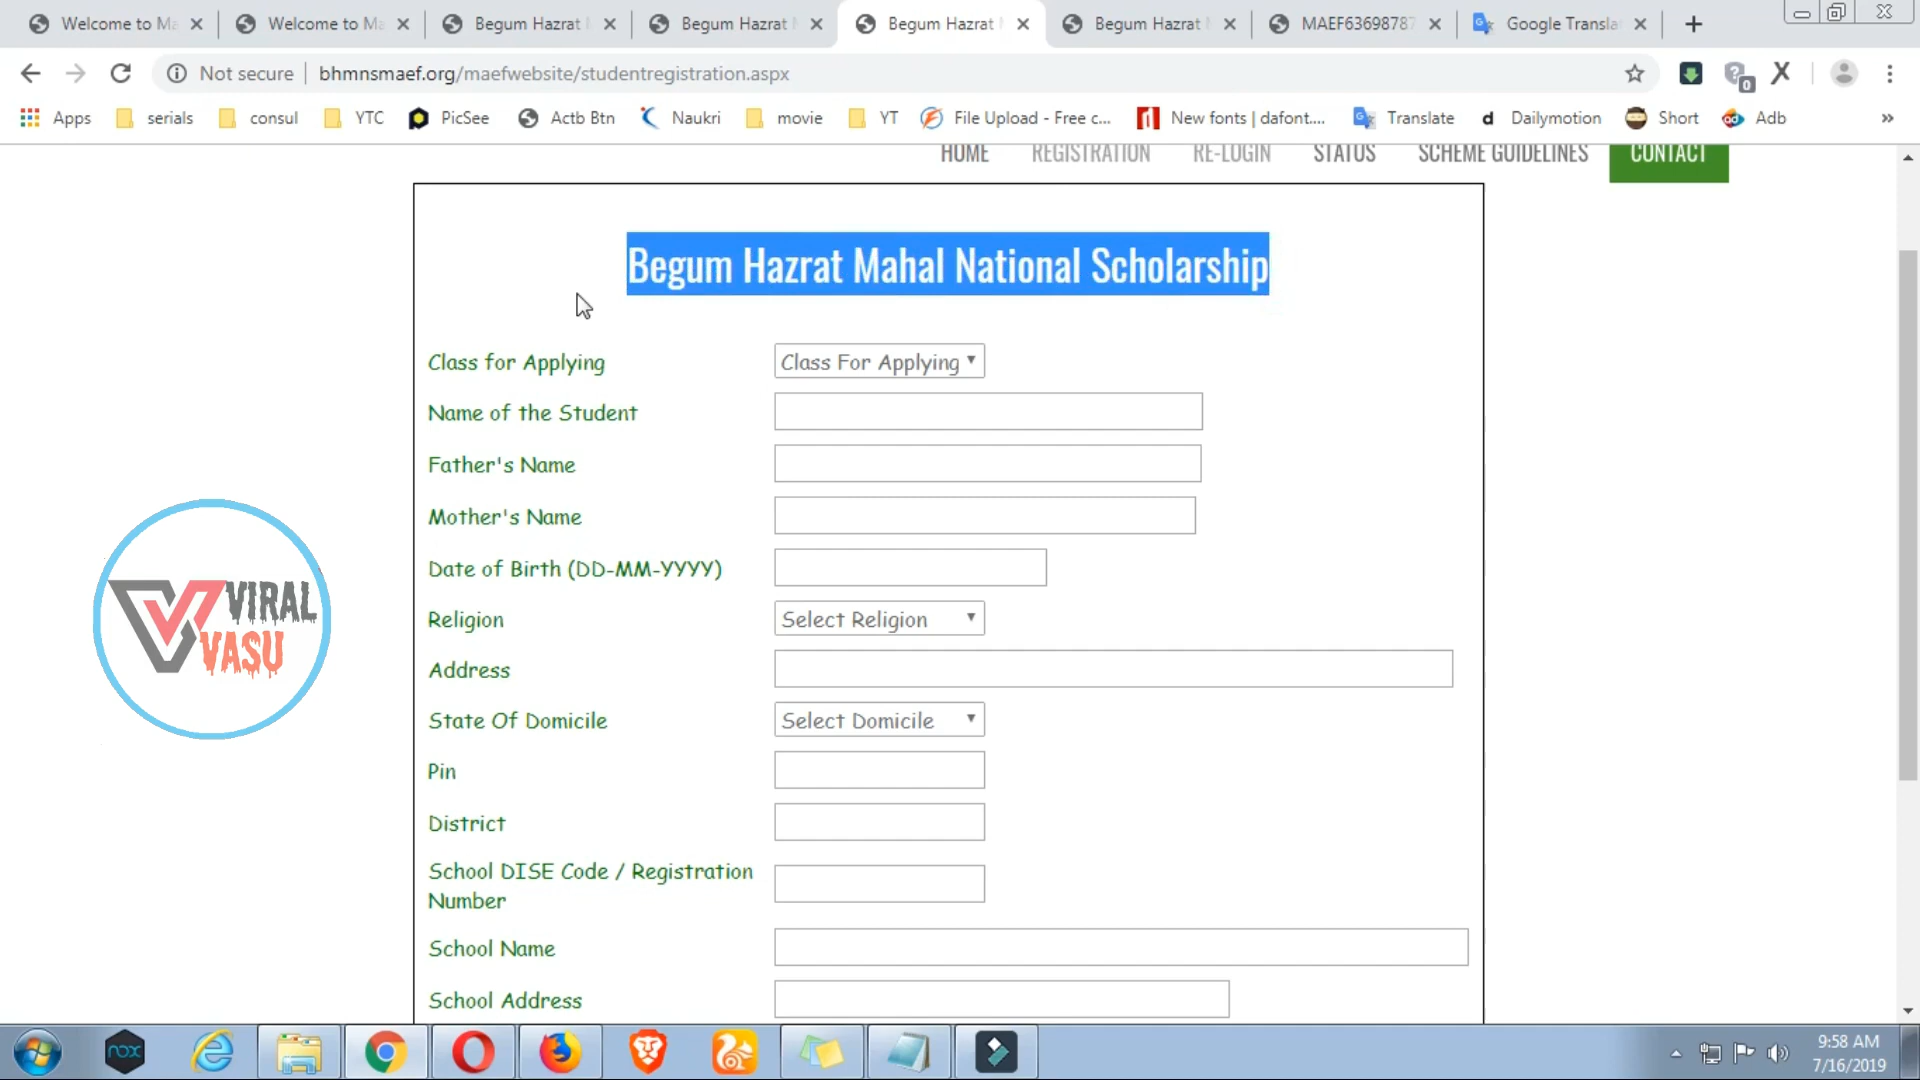 Welcome to Ma
Welcome to Ma
Begum Hazrat
Begum Hazrat M
Begum Hazrat M
Begum Hazrat
MAEF63698787
Google Transla
Not secure
bhmnsmaef.org/maefwebsite/studentregistration.aspx
0
Apps
serials
consul
YTC
PicSee
Actb Btn
Naukri
movie
YT
File Upload - Free c...
New fonts | dafont....
Translate
d Dailymotion
Short
Adb
»
HOME
REGISTRATION
RE-LOGIN
STATUS
SCHEME GUIDELINES
CONTACT
Begum Hazrat Mahal National Scholarship
Class for Applying
Class For Applying
Name of the Student
Father's Name
Mother's Name
Date of Birth (DD-MM-YYYY)
Religion
Select Religion
Address
State Of Domicile
Select Domicile
Pin
District
School DISE Code / Registration
Number
School Name
School Address
VIRAL
VASU
nox
9:58 AM
7/16/2019